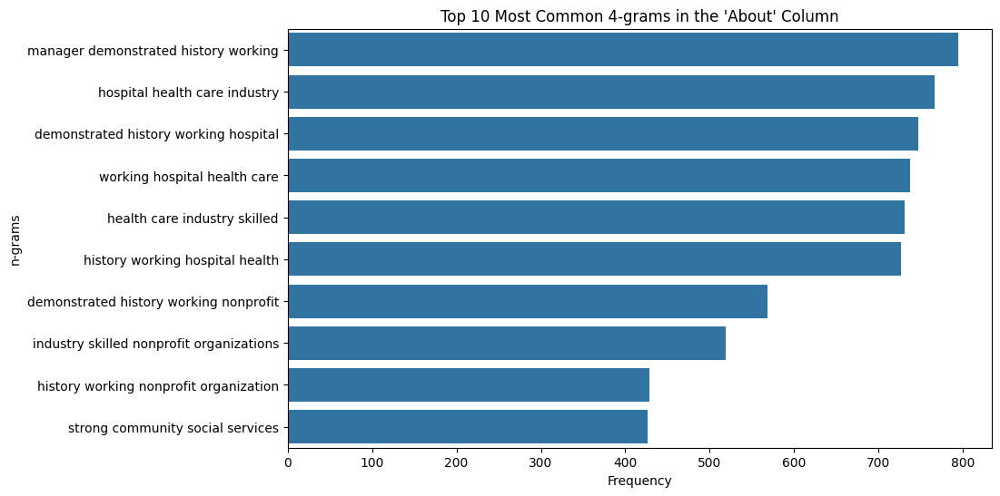 Top 10 Most Common 4-grams in the 'About' Column
n-grams
manager demonstrated history working
hospital health care industry
demonstrated history working hospital
working hospital health care
health care industry skilled
history working hospital health
demonstrated history working nonprofit
industry skilled nonprofit organizations
history working nonprofit organization
strong community social services
0 100 200 300 400 500 600 700 800
Frequency